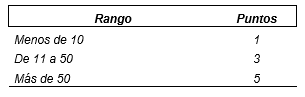 Rango Puntos
Menos de 10 1
De 11 a 50 3
Más de 50 5